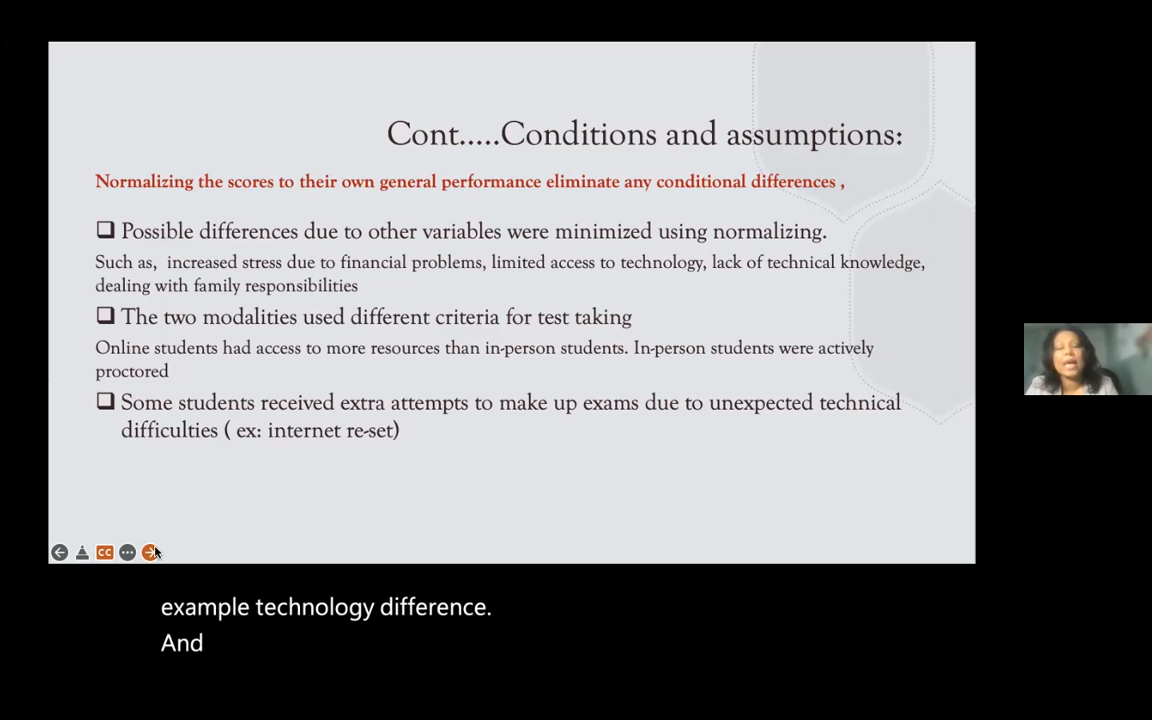 Cont.....Conditions and assumptions:
Normalizing the scores to their own general performance eliminate any conditional differences ,
Possible differences due to other variables were minimized using normalizing.
Such as, increased stress due to financial problems, limited access to technology, lack of technical knowledge,
dealing with family responsibilities
The two modalities used different criteria for test taking
Online students had access to more resources than in-person students. In-person students were actively
proctored
Some students received extra attempts to make up exams due to unexpected technical
difficulties ( ex: internet re-set)
CC
example technology difference.
And